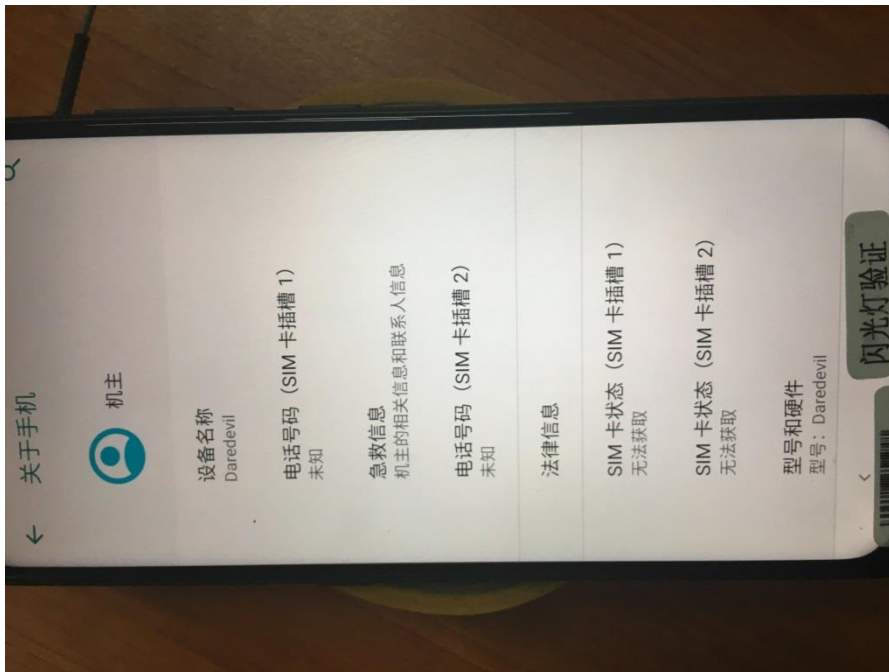 关于手机
机主
设备名称
Daredevil
电话号码（SIM 卡插槽 1）
未知
急救信息
机主的相关信息和联系人信息
电话号码（SIM 卡插槽 2）
未知
法律信息
SIM 卡状态（SIM 卡插槽 1）
无法获取
SIM 卡状态（SIM 卡插槽 2）
无法获取
型号和硬件
型号：Daredevil
闪光灯验证